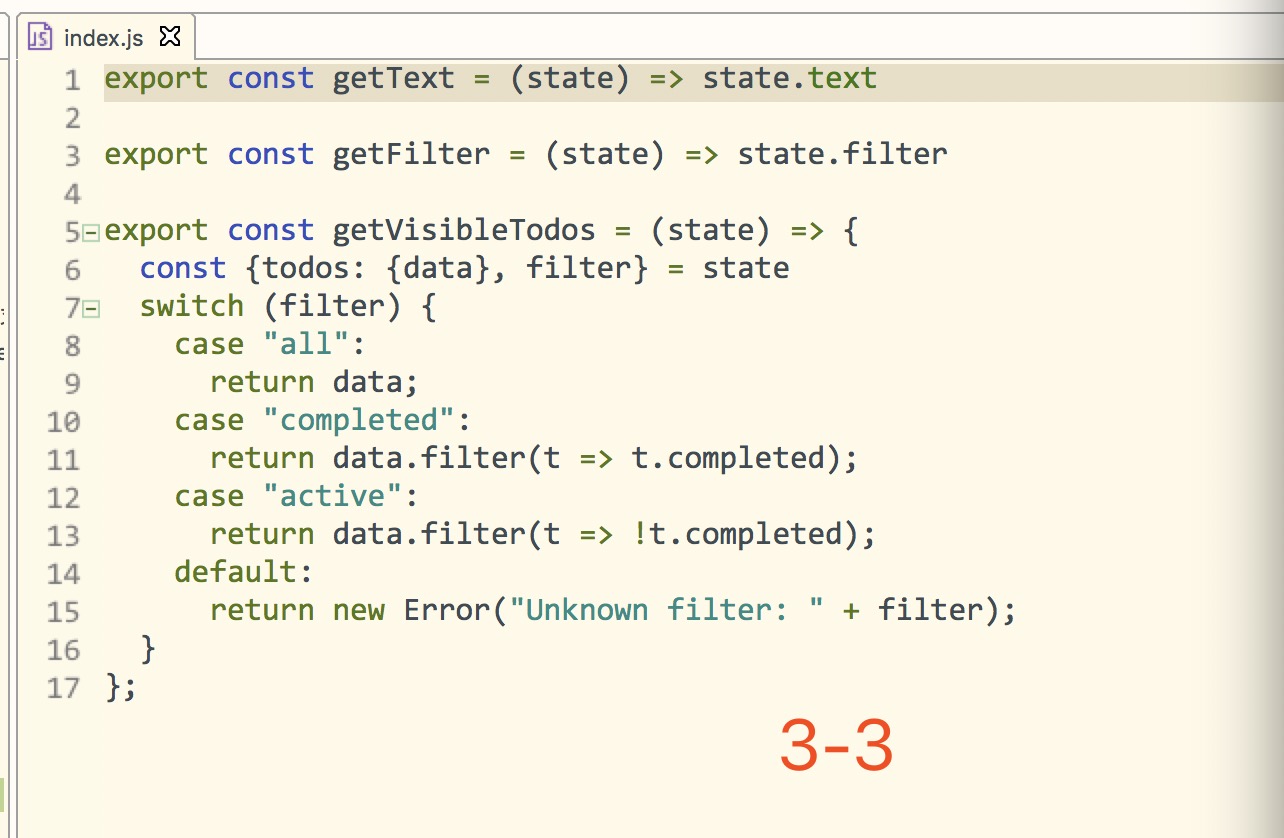 index.js
1 export const getText = (state) => state.text
2
3 export const getFilter = (state) => state.filter
4
5 export const getVisibleTodos = (state) => {
6 const {todos: {data}, filter} = state
7 switch (filter) {
8 case "all":
9 return data;
10 case "completed":
11 return data.filter(t => t.completed);
12 case "active":
13 return data.filter(t => !t.completed);
14 default:
15 return new Error("Unknown filter: " + filter);
16 }
17 };
3-3